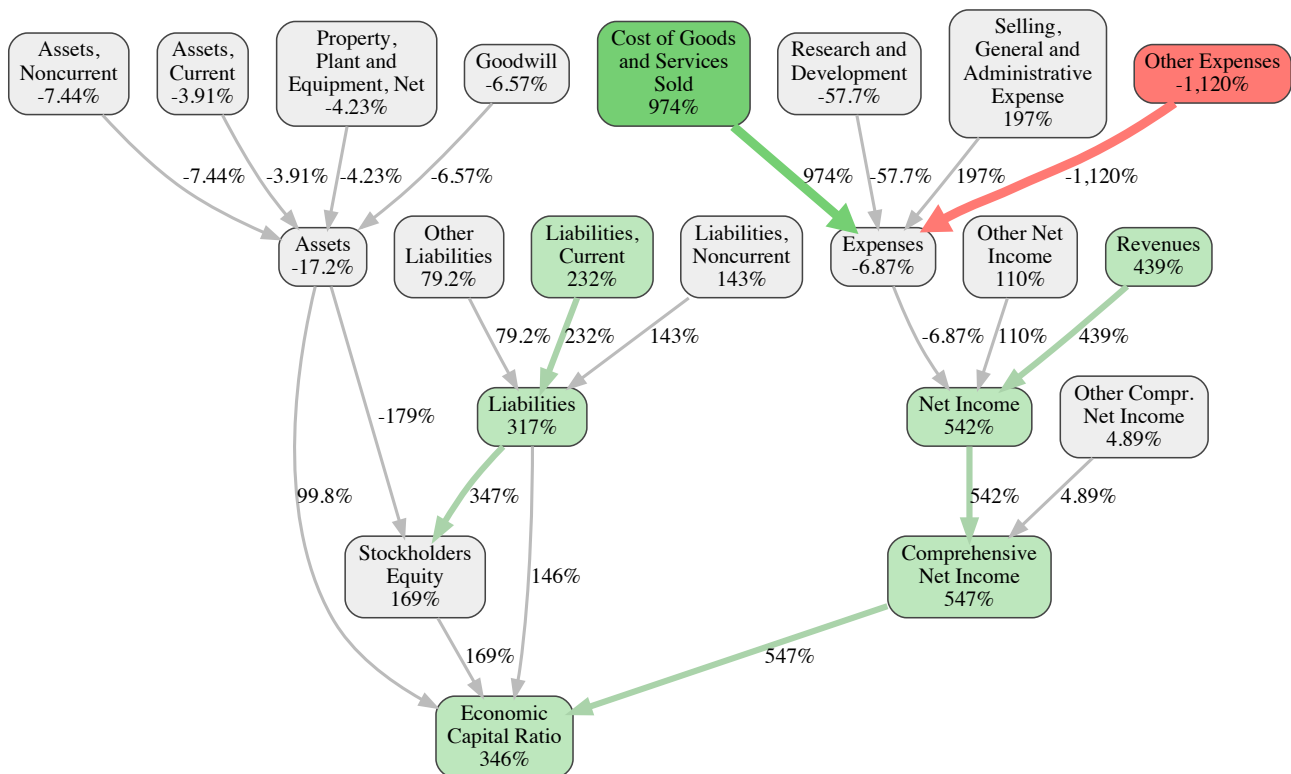 Assets,
Noncurrent
-7.44%
Assets,
Current
-3.91%
Property,
Plant and
Equipment, Net
-4.23%
Goodwill
-6.57%
Cost of Goods
and Services
Sold
974%
Research and
Development
-57.7%
Selling,
General and
Administrative
Expense
197%
Other Expenses
-1,120%
-7.44%
-3.91%
-4.23%
-6.57%
974%
-57.7%
197%
-1,120%
Assets
-17.2%
Other
Liabilities
79.2%
Liabilities,
Current
232%
Liabilities,
Noncurrent
143%
Expenses
-6.87%
Other Net
Income
110%
Revenues
439%
79.2%
232%
143%
-6.87%
110%
439%
-179%
Liabilities
317%
Net Income
542%
Other Compr.
Net Income
4.89%
99.8%
347%
542%
4.89%
Stockholders
Equity
169%
146%
Comprehensive
Net Income
547%
169%
547%
Economic
Capital Ratio
346%